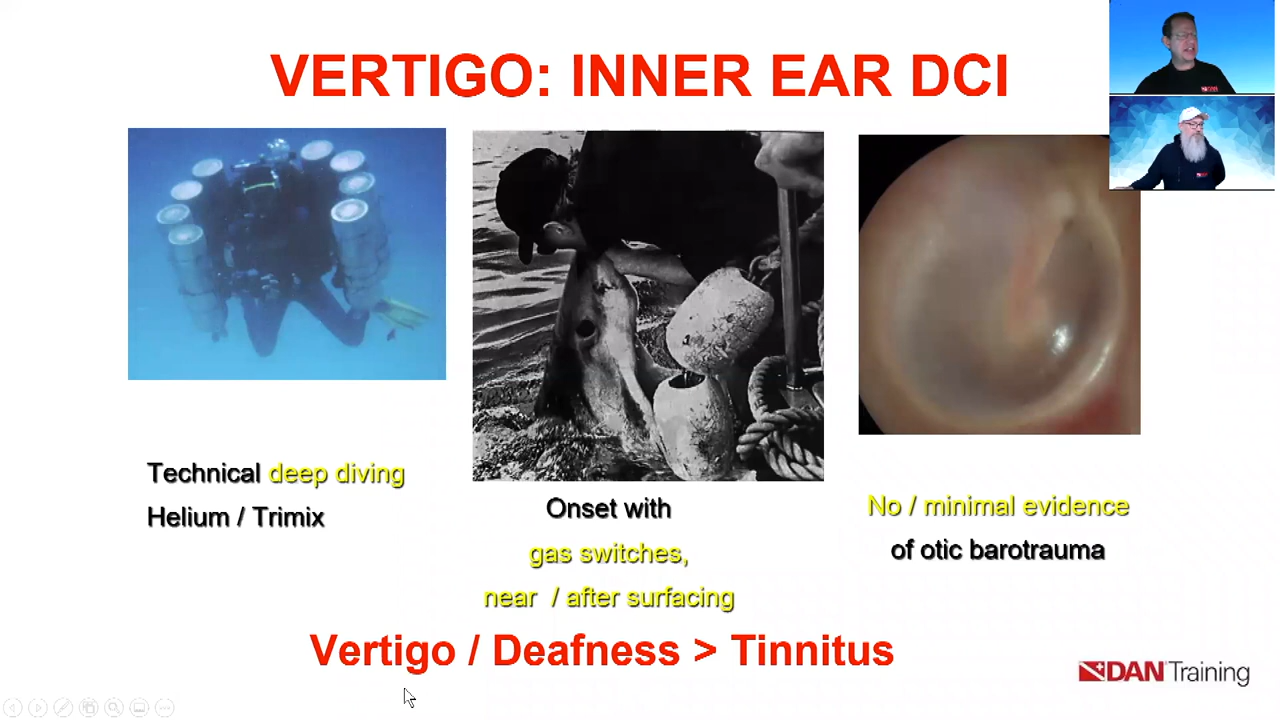 VERTIGO: INNER EAR DCI
Technical deep diving
Helium / Trimix
Onset with
gas switches,
near / after surfacing
No / minimal evidence
of otic barotrauma
Vertigo / Deafness > Tinnitus
DAN Training